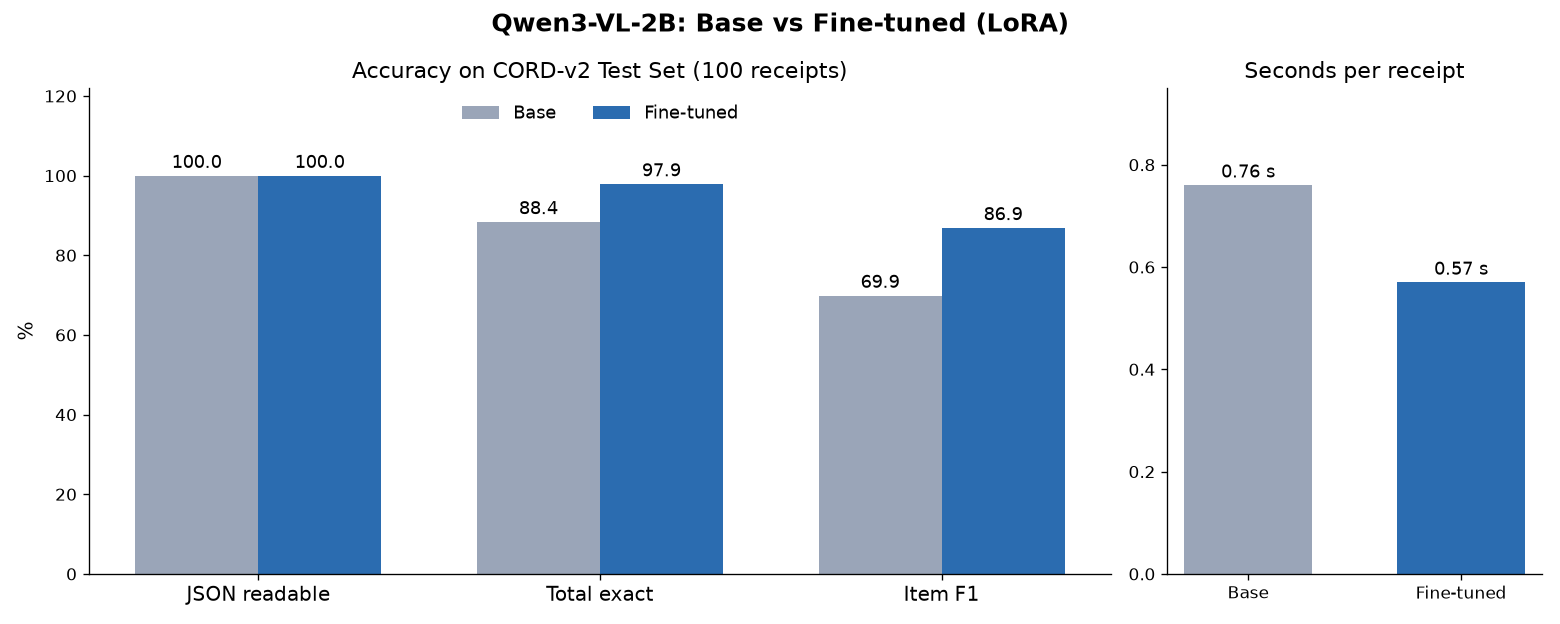 Qwen3-VL-2B: Base vs Fine-tuned (LoRA)
Accuracy on CORD-v2 Test Set (100 receipts)
Base
Fine-tuned
%
120
100
80
60
40
20
0
100.0
100.0
88.4
97.9
69.9
86.9
JSON readable
Total exact
Item F1
Seconds per receipt
0.8
0.6
0.4
0.2
0.0
0.76 s
0.57 s
Base
Fine-tuned